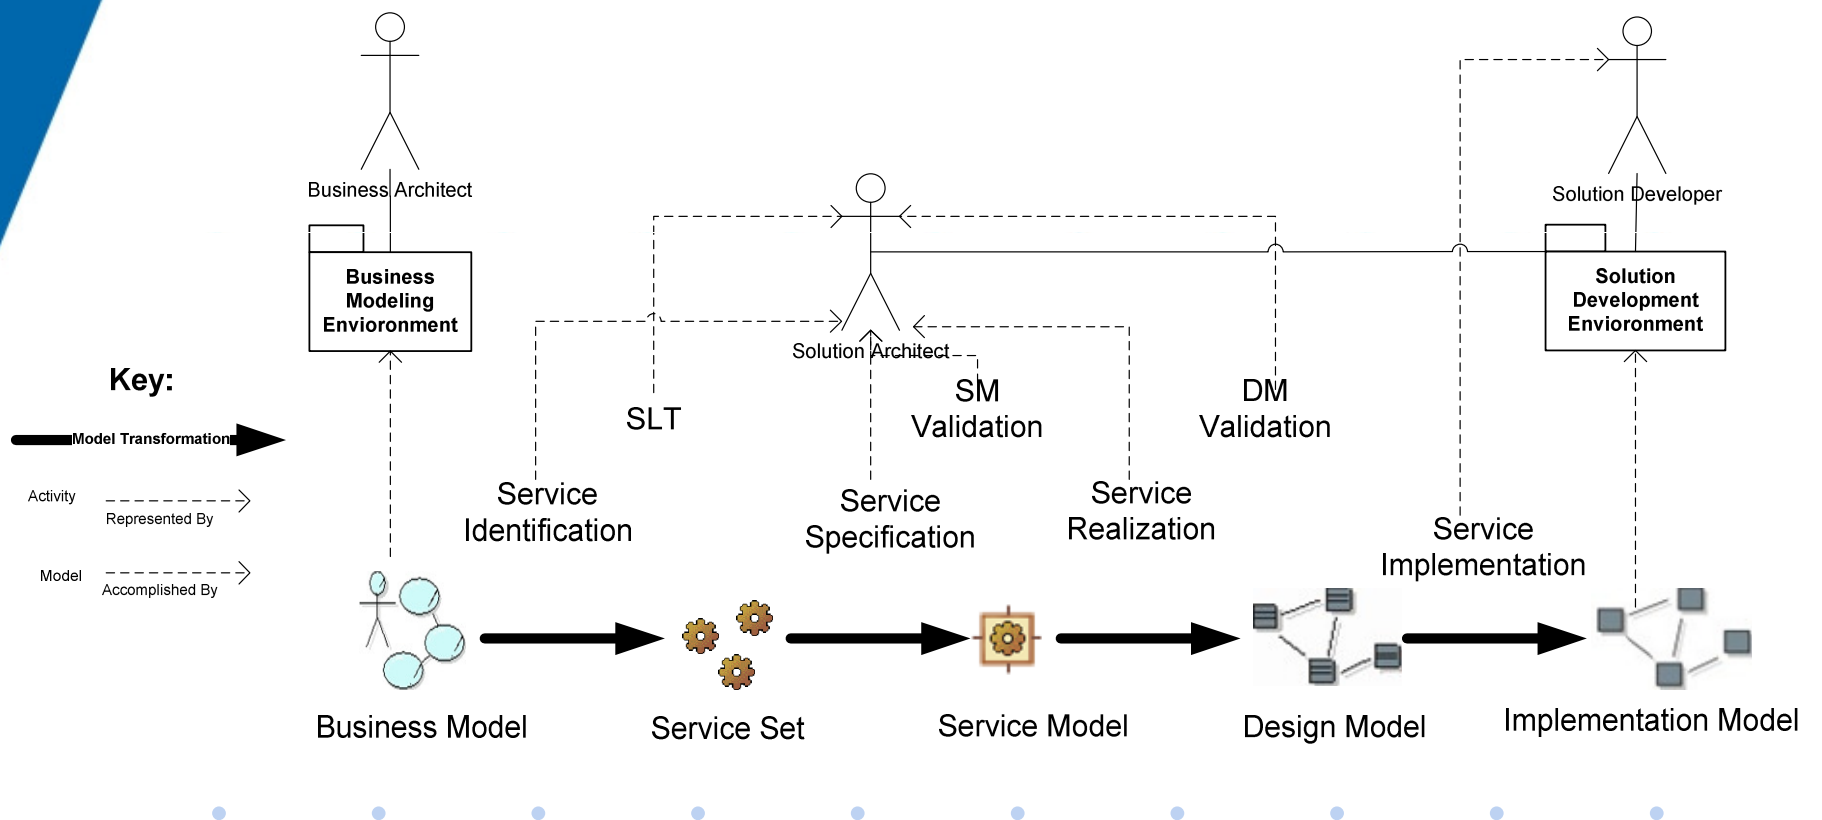 Business Architect
Solution Developer
Business
Modeling
Envioronment
Solution
Development
Envioronment
Solution Architect
Key:
Model Transformation
Activity
Represented By
Model
Accomplished By
SLT
SM
Validation
DM
Validation
Service
Identification
Service
Specification
Service
Realization
Service
Implementation
Business Model
Service Set
Service Model
Design Model
Implementation Model